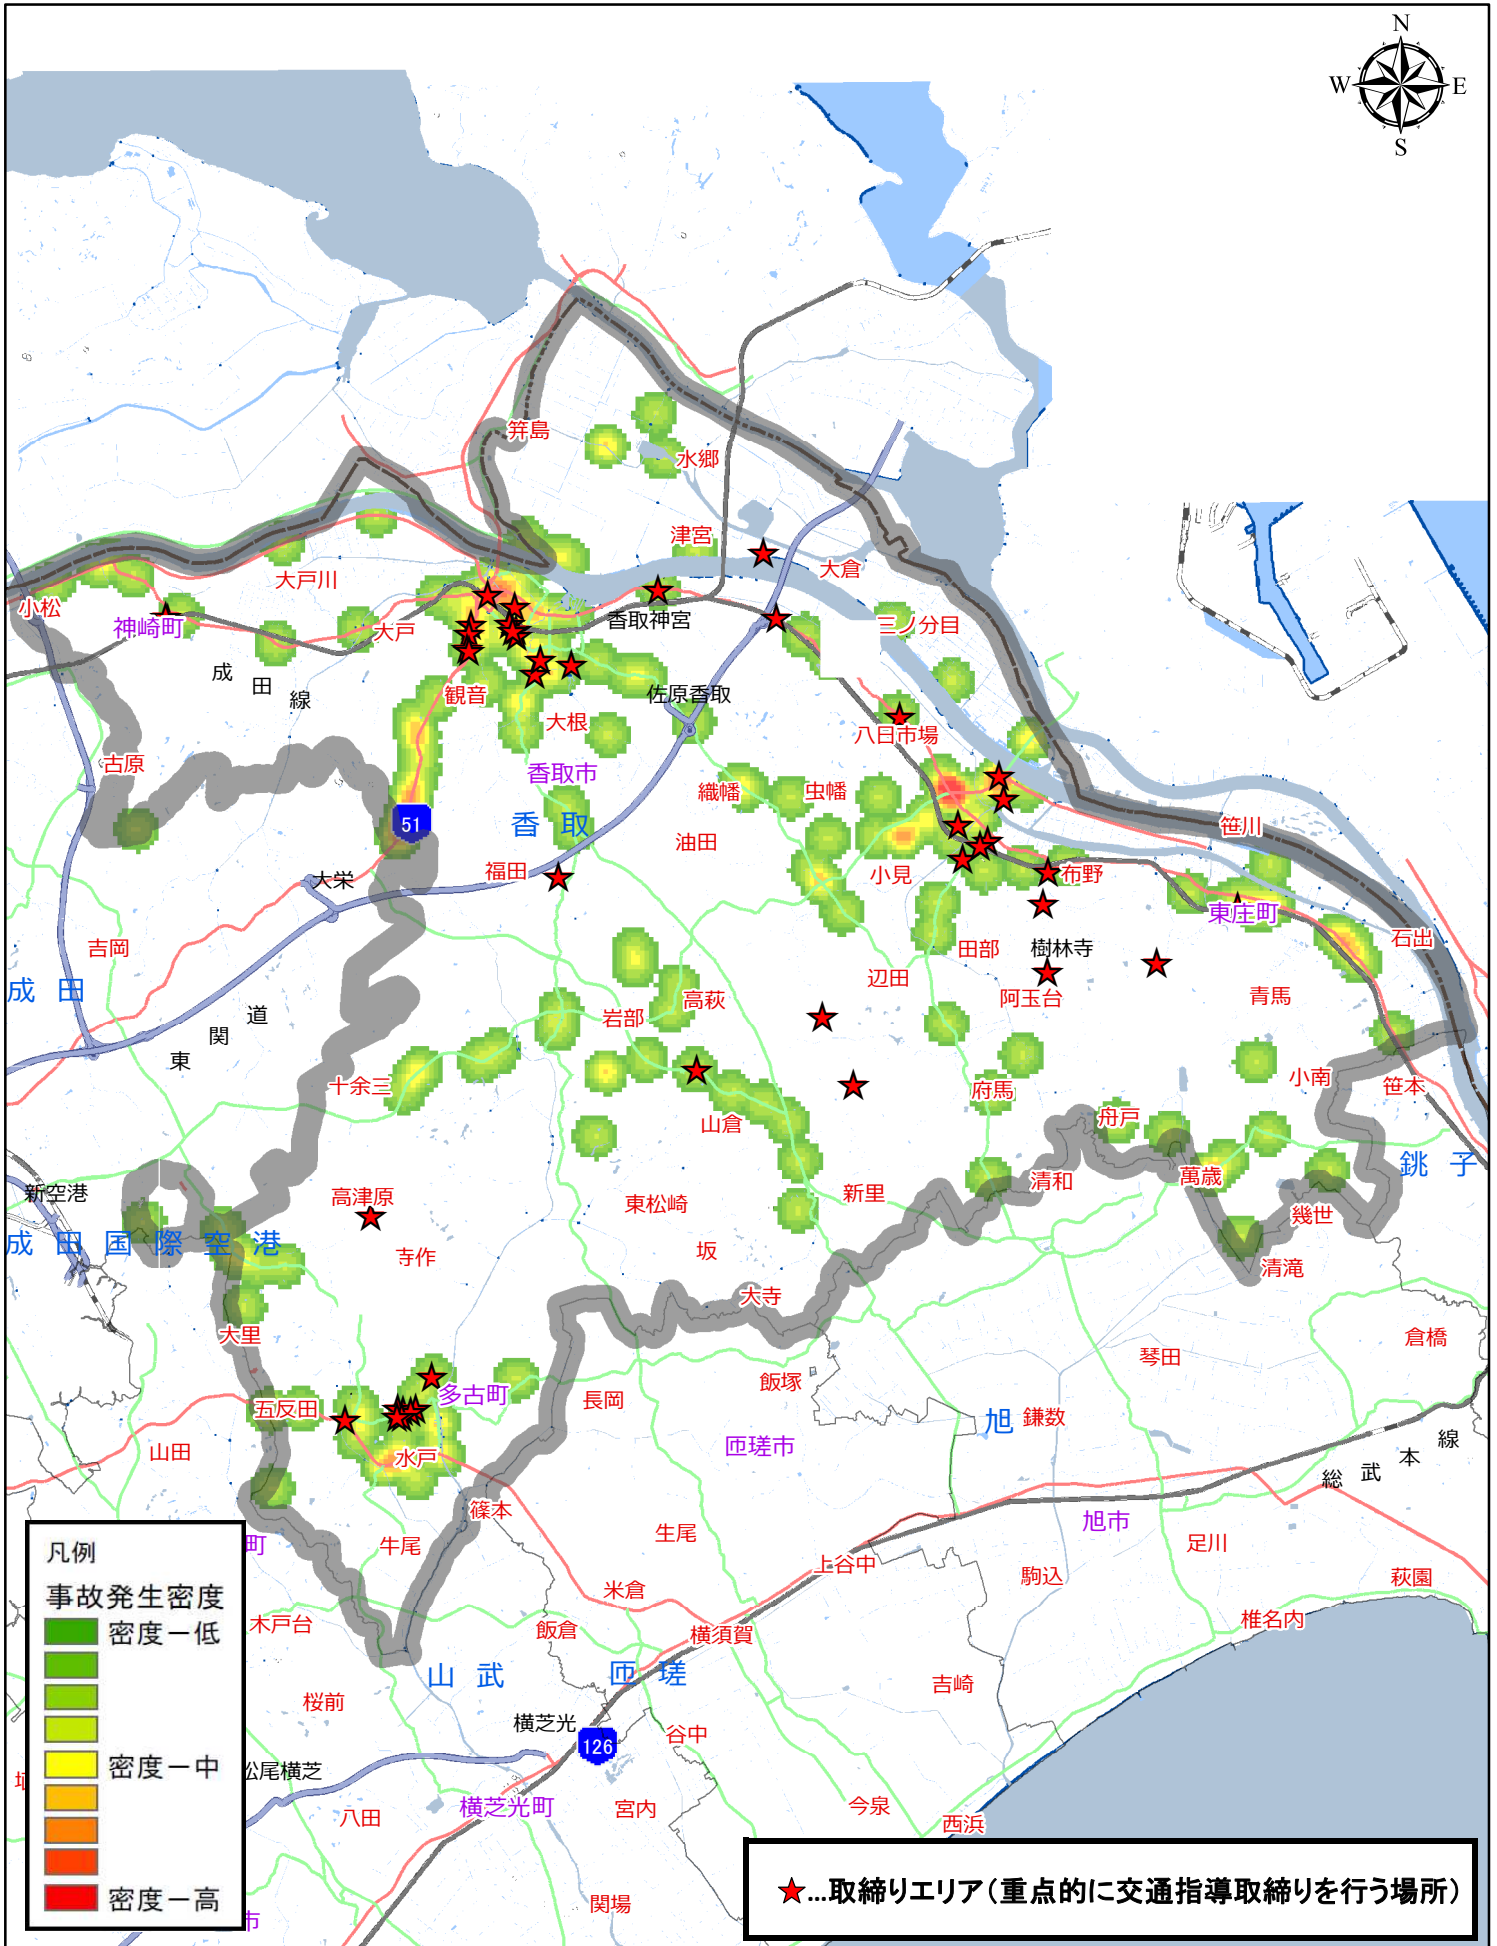 N
W
E
S
笄島
水郷
津宮
大倉
大戸川
小松
神崎町
大戸
香取神宮
三ノ分目
成田線
観音
佐原香取
大根
八日市場
古原
香取市
織幡
虫幡
51
香取
油田
笹川
大栄
福田
小見
布野
東庄町
吉岡
田部
樹林寺
石出
成田
辺田
阿玉台
青馬
高萩
岩部
東関道
十余三
府馬
小南
笹本
山倉
舟戸
銚子
新空港
高津原
東松崎
新里
清和
萬歳
幾世
成田国際空港
寺作
坂
清滝
大寺
大里
倉橋
琴田
飯塚
五反田
多古町
長岡
旭
鎌数
山田
水戸
匝瑳市
総武本線
篠本
旭市
町
牛尾
生尾
足川
上谷中
駒込
萩園
米倉
木戸台
飯倉
横須賀
椎名内
山武
匝瑳
吉崎
桜前
横芝光
126
谷中
松尾横芝
八田
横芝光町
宮内
今泉
西浜
関場
市
凡例
事故発生密度
密度－低
密度－中
密度－高
★…取締りエリア（重点的に交通指導取締りを行う場所）